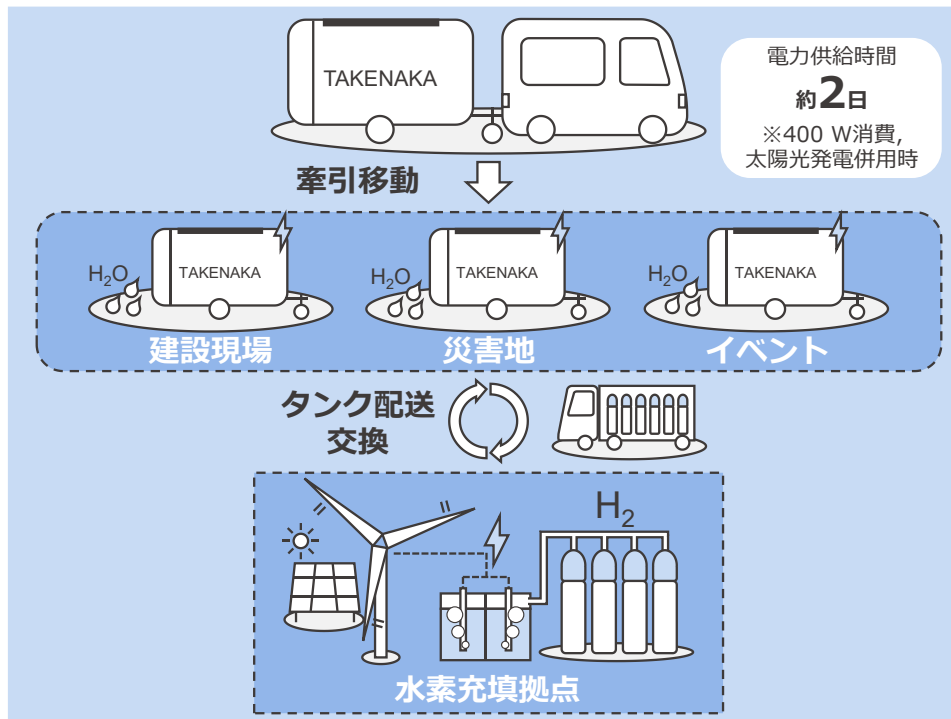 TAKENAKA
電力供給時間
約2日
※400 W消費,
太陽光発電併用時
牽引移動
H₂O
TAKENAKA
建設現場
H₂O
TAKENAKA
災害地
H₂O
TAKENAKA
イベント
タンク配送
交換
H₂
水素充填拠点